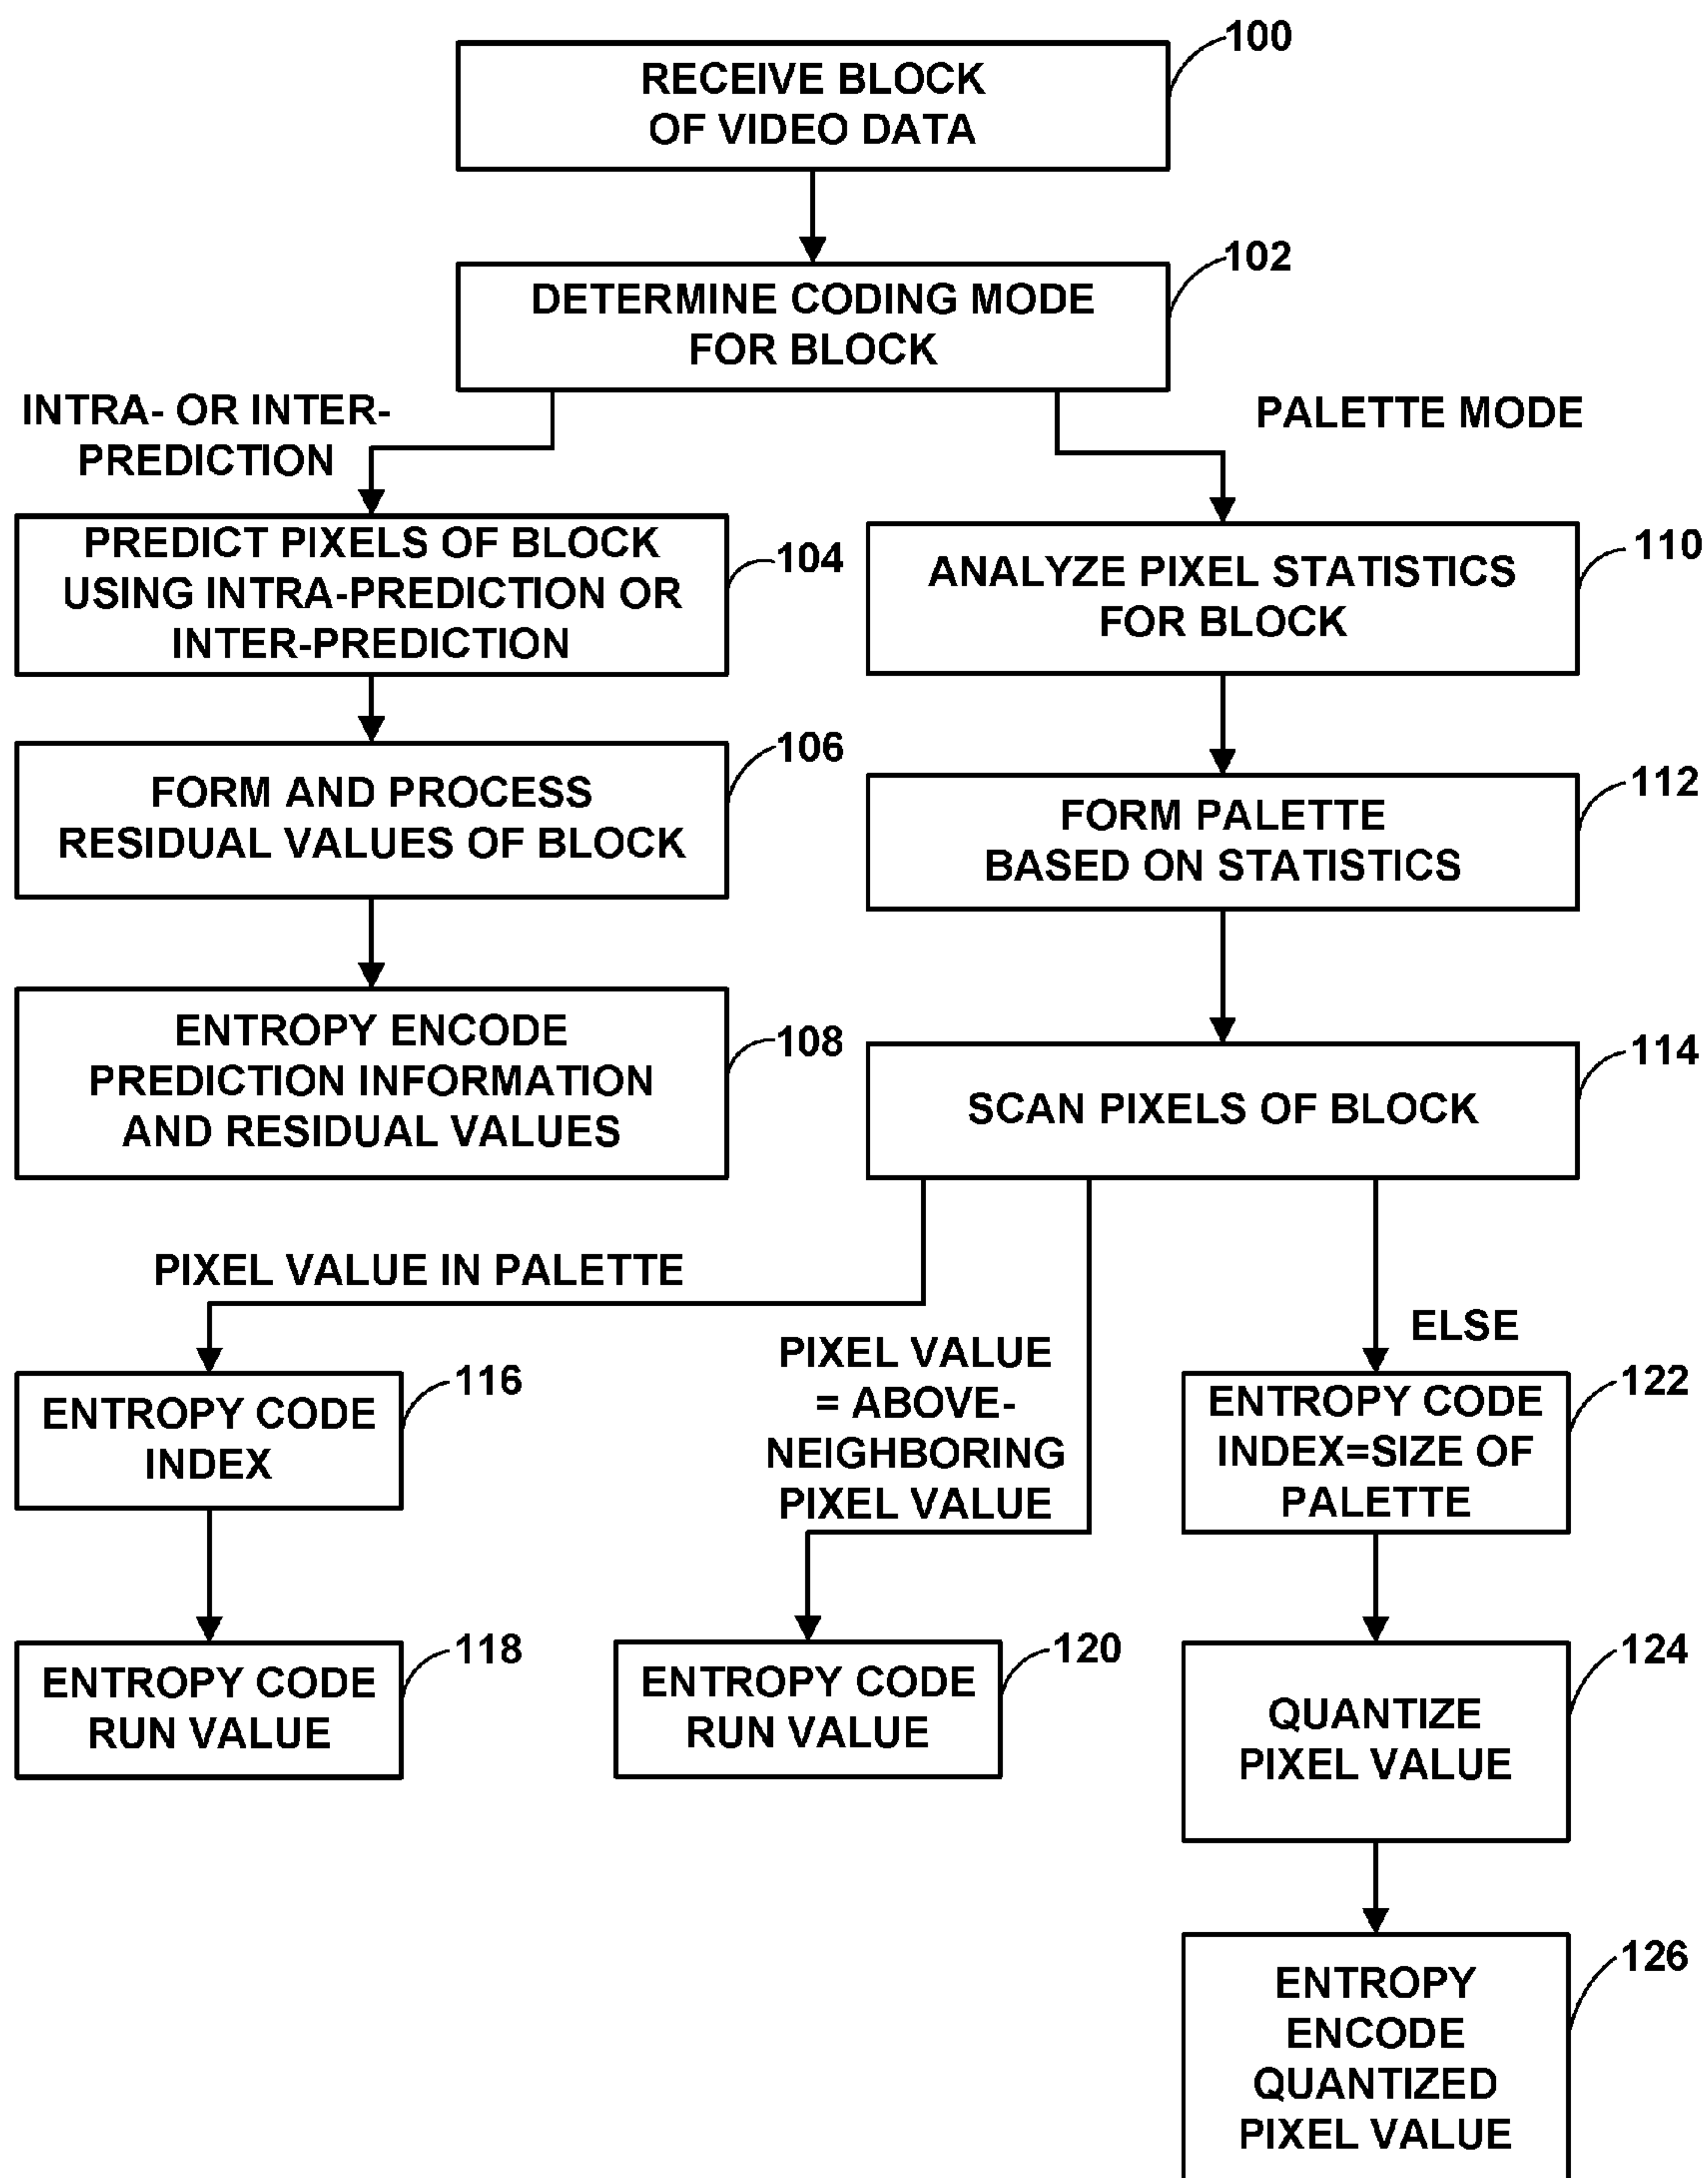 100
RECEIVE BLOCK
OF VIDEO DATA
102
DETERMINE CODING MODE
FOR BLOCK
INTRA- OR INTER-
PREDICTION
PALETTE MODE
PREDICT PIXELS OF BLOCK
USING INTRA-PREDICTION OR
INTER-PREDICTION
104
ANALYZE PIXEL STATISTICS
FOR BLOCK
110
FORM AND PROCESS
RESIDUAL VALUES OF BLOCK
106
FORM PALETTE
BASED ON STATISTICS
112
ENTROPY ENCODE
PREDICTION INFORMATION
AND RESIDUAL VALUES
108
SCAN PIXELS OF BLOCK
114
PIXEL VALUE IN PALETTE
PIXEL VALUE
= ABOVE-
NEIGHBORING
PIXEL VALUE
ELSE
ENTROPY CODE
INDEX
116
ENTROPY CODE
INDEX=SIZE OF
PALETTE
122
ENTROPY CODE
RUN VALUE
118
ENTROPY CODE
RUN VALUE
120
QUANTIZE
PIXEL VALUE
124
ENTROPY
ENCODE
QUANTIZED
PIXEL VALUE
126